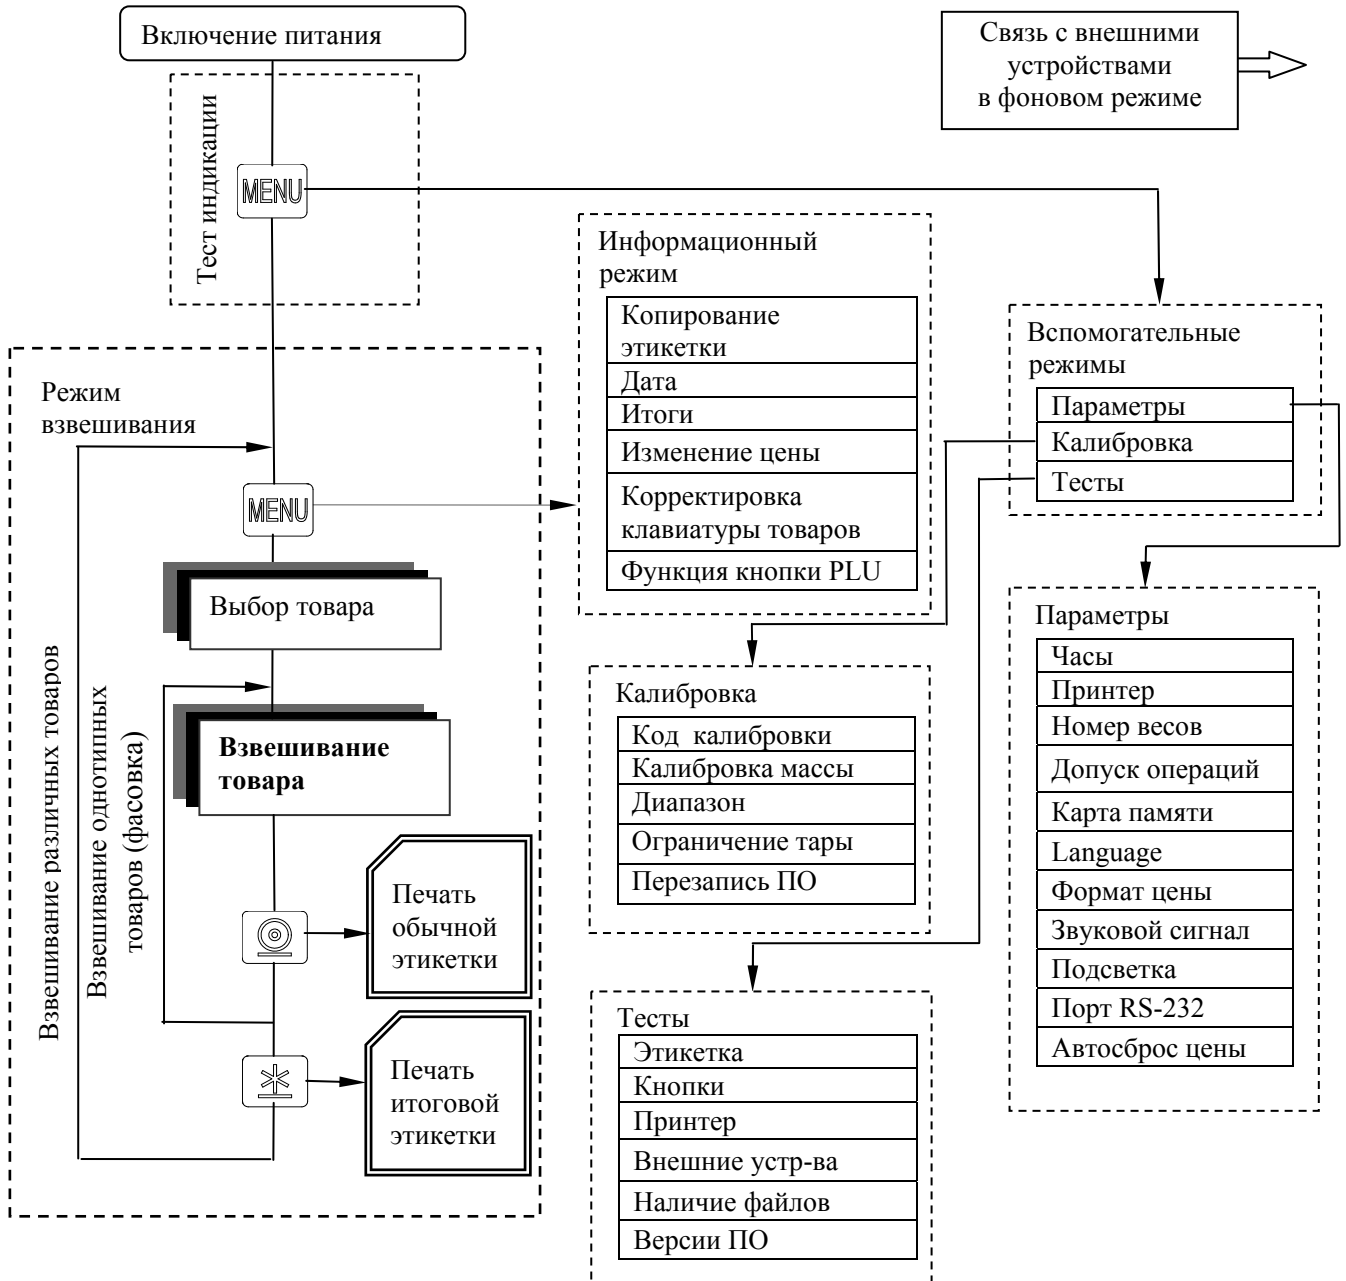 Включение питания
Связь с внешними
устройствами
в фоновом режиме
Тест индикации
MENU
Информационный
режим
Копирование
этикетки
Дата
Итоги
Изменение цены
Корректировка
клавиатуры товаров
Функция кнопки PLU
Вспомогательные
режимы
Параметры
Калибровка
Тесты
Режим
взвешивания
MENU
Выбор товара
Взвешивание
товара
Взвешивание различных товаров
Взвешивание однотипных
товаров (фасовка)
Печать
обычной
этикетки
Печать
итоговой
этикетки
Калибровка
Код калибровки
Калибровка массы
Диапазон
Ограничение тары
Перезапись ПО
Тесты
Этикетка
Кнопки
Принтер
Внешние устр-ва
Наличие файлов
Версии ПО
Параметры
Часы
Принтер
Номер весов
Допуск операций
Карта памяти
Language
Формат цены
Звуковой сигнал
Подсветка
Порт RS-232
Автосброс цены